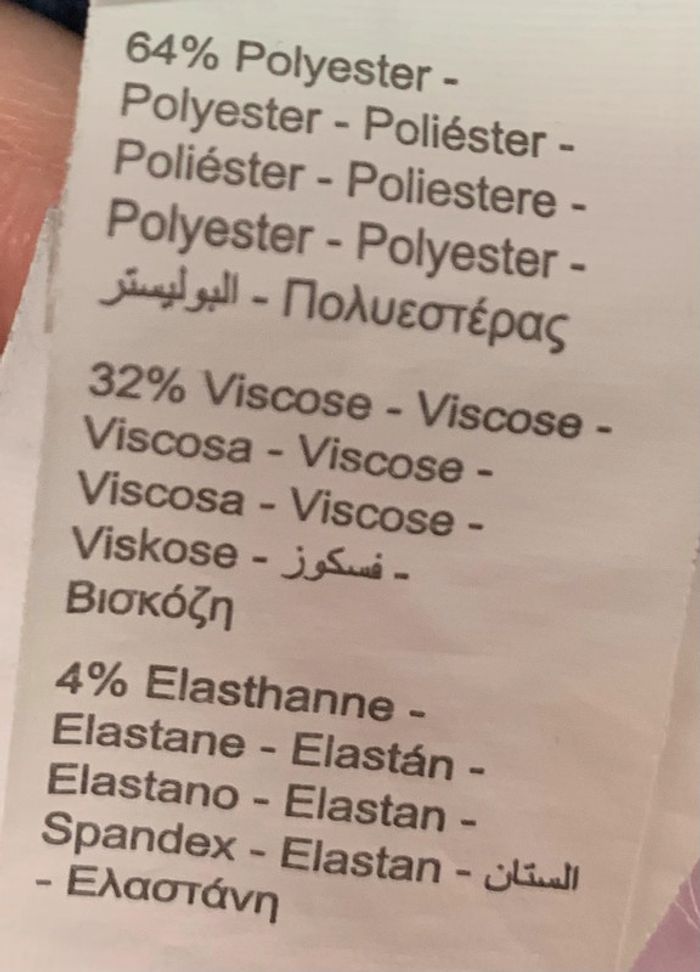 64% Polyester -
Polyester - Poliéster -
Poliéster - Poliestere -
Polyester - Polyester -
البوليستر - Πολυεστέρας
32% Viscose - Viscose -
Viscosa - Viscose -
Viscosa - Viscose -
Viskose - فسكوز -
Βισκόζη
4% Elasthanne -
Elastane - Elastán -
Elastano - Elastan -
Spandex - Elastan - الستان
- Ελαστάνη